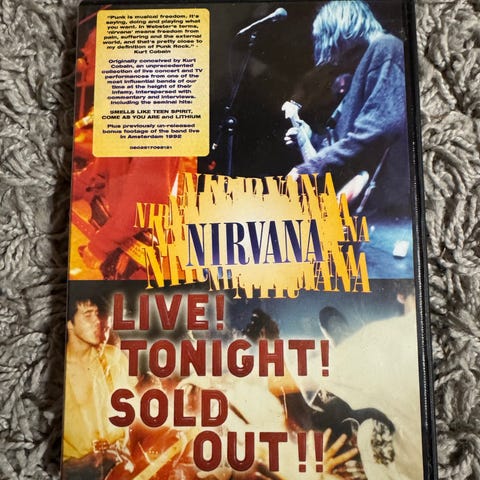 "Punk is musical freedom. It's
saying, doing and playing what
you want. In Webster's terms,
'nirvana' means freedom from
pain, suffering and the external
world, and that's pretty close to
my definition of Punk Rock."
Kurt Cobain
Originally conceived by Kurt
Cobain, an unprecedented
collection of live concert and TV
performances from one of the
most influential bands of our
time at the height of their
infamy, interspersed with
commentary and interviews.
Including the seminal hits:
SMELLS LIKE TEEN SPIRIT,
COME AS YOU ARE and LITHIUM
Plus previously un-released
bonus footage of the band live
in Amsterdam 1992
NIRVANA
NIRVANA
LIVE!
TONIGHT!
SOLD
OUT!!